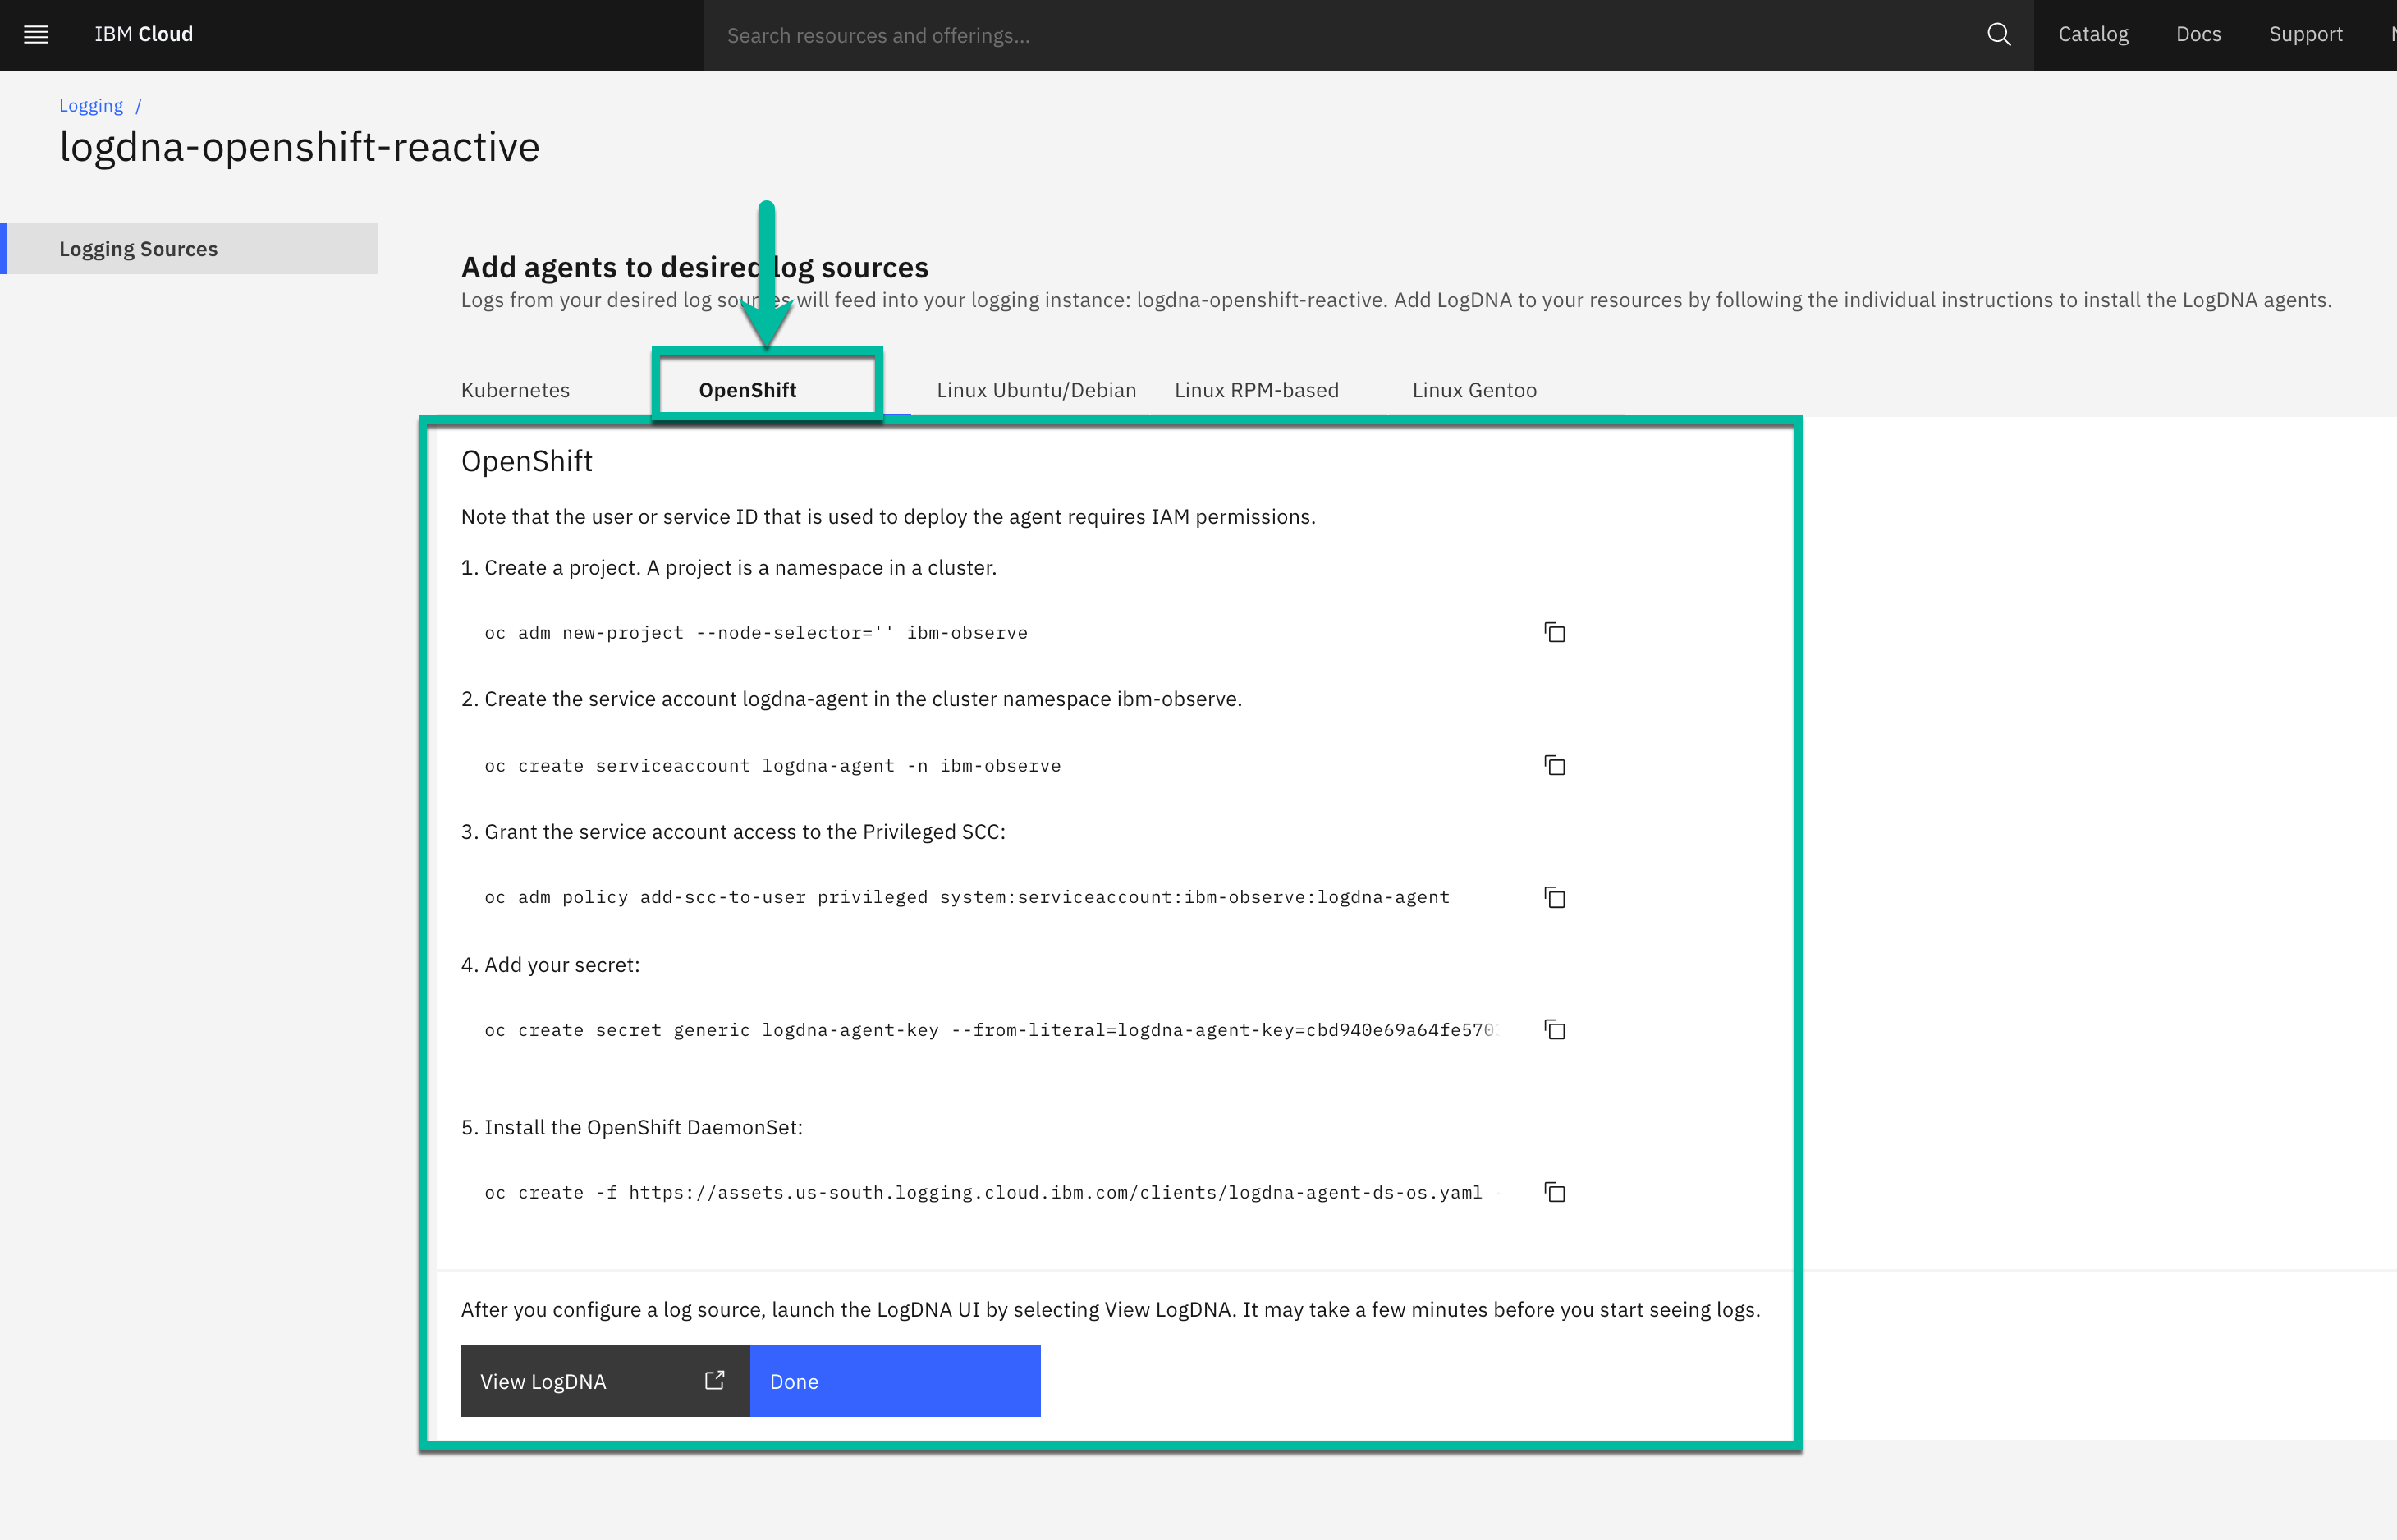 IBM Cloud
Search resources and offerings...
Catalog
Docs
Support
Logging /
logdna-openshift-reactive
Logging Sources
Add agents to desired log sources
Logs from your desired log sources will feed into your logging instance: logdna-openshift-reactive. Add LogDNA to your resources by following the individual instructions to install the LogDNA agents.
Kubernetes
OpenShift
Linux Ubuntu/Debian
Linux RPM-based
Linux Gentoo
OpenShift
Note that the user or service ID that is used to deploy the agent requires IAM permissions.
1. Create a project. A project is a namespace in a cluster.
oc adm new-project --node-selector='' ibm-observe
2. Create the service account logdna-agent in the cluster namespace ibm-observe.
oc create serviceaccount logdna-agent -n ibm-observe
3. Grant the service account access to the Privileged SCC:
oc adm policy add-scc-to-user privileged system:serviceaccount:ibm-observe:logdna-agent
4. Add your secret:
oc create secret generic logdna-agent-key --from-literal=logdna-agent-key=cbd940e69a64fe570
5. Install the OpenShift DaemonSet:
oc create -f https://assets.us-south.logging.cloud.ibm.com/clients/logdna-agent-ds-os.yaml
After you configure a log source, launch the LogDNA UI by selecting View LogDNA. It may take a few minutes before you start seeing logs.
View LogDNA
Done